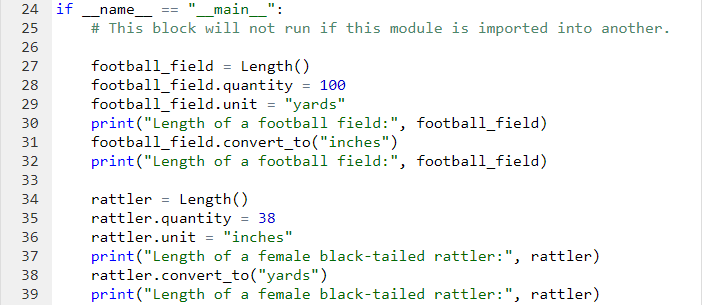 24 if __name__ == "__main__":
25     # This block will not run if this module is imported into another.
26
27     football_field = Length()
28     football_field.quantity = 100
29     football_field.unit = "yards"
30     print("Length of a football field:", football_field)
31     football_field.convert_to("inches")
32     print("Length of a football field:", football_field)
33
34     rattler = Length()
35     rattler.quantity = 38
36     rattler.unit = "inches"
37     print("Length of a female black-tailed rattler:", rattler)
38     rattler.convert_to("yards")
39     print("Length of a female black-tailed rattler:", rattler)